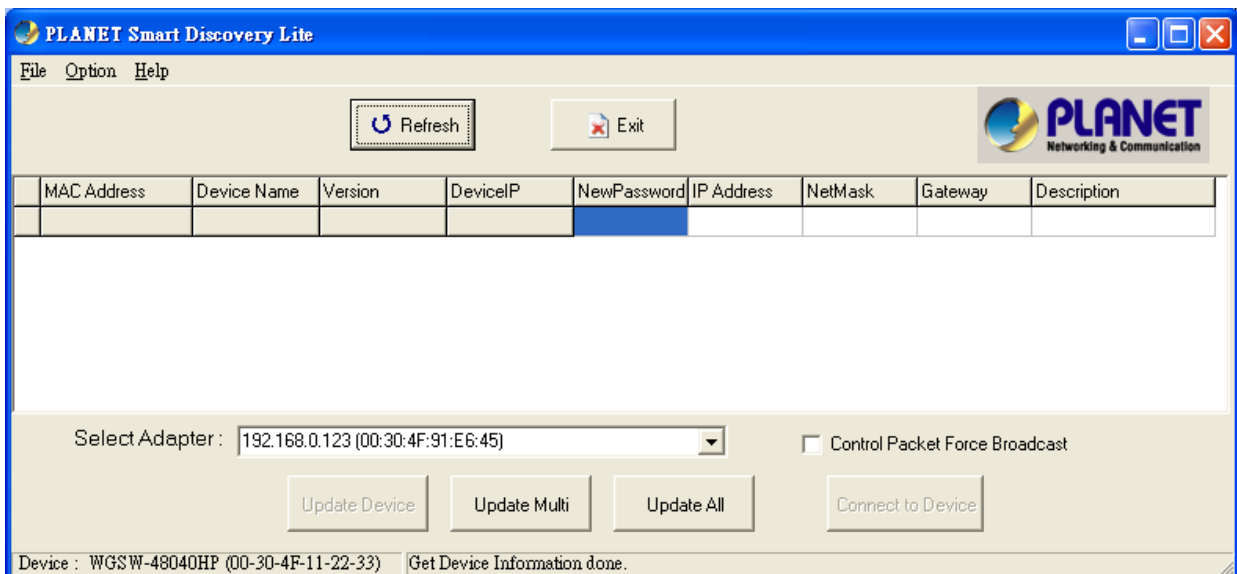 PLANET Smart Discovery Lite
File Option Help
Refresh Exit
PLANET
Networking & Communication
MAC Address Device Name Version DeviceIP NewPassword IP Address NetMask Gateway Description
Select Adapter : 192.168.0.123 (00:30:4F:91:E6:45) Control Packet Force Broadcast
Update Device Update Multi Update All Connect to Device
Device : WGSW-48040HP (00-30-4F-11-22-33) Get Device Information done.